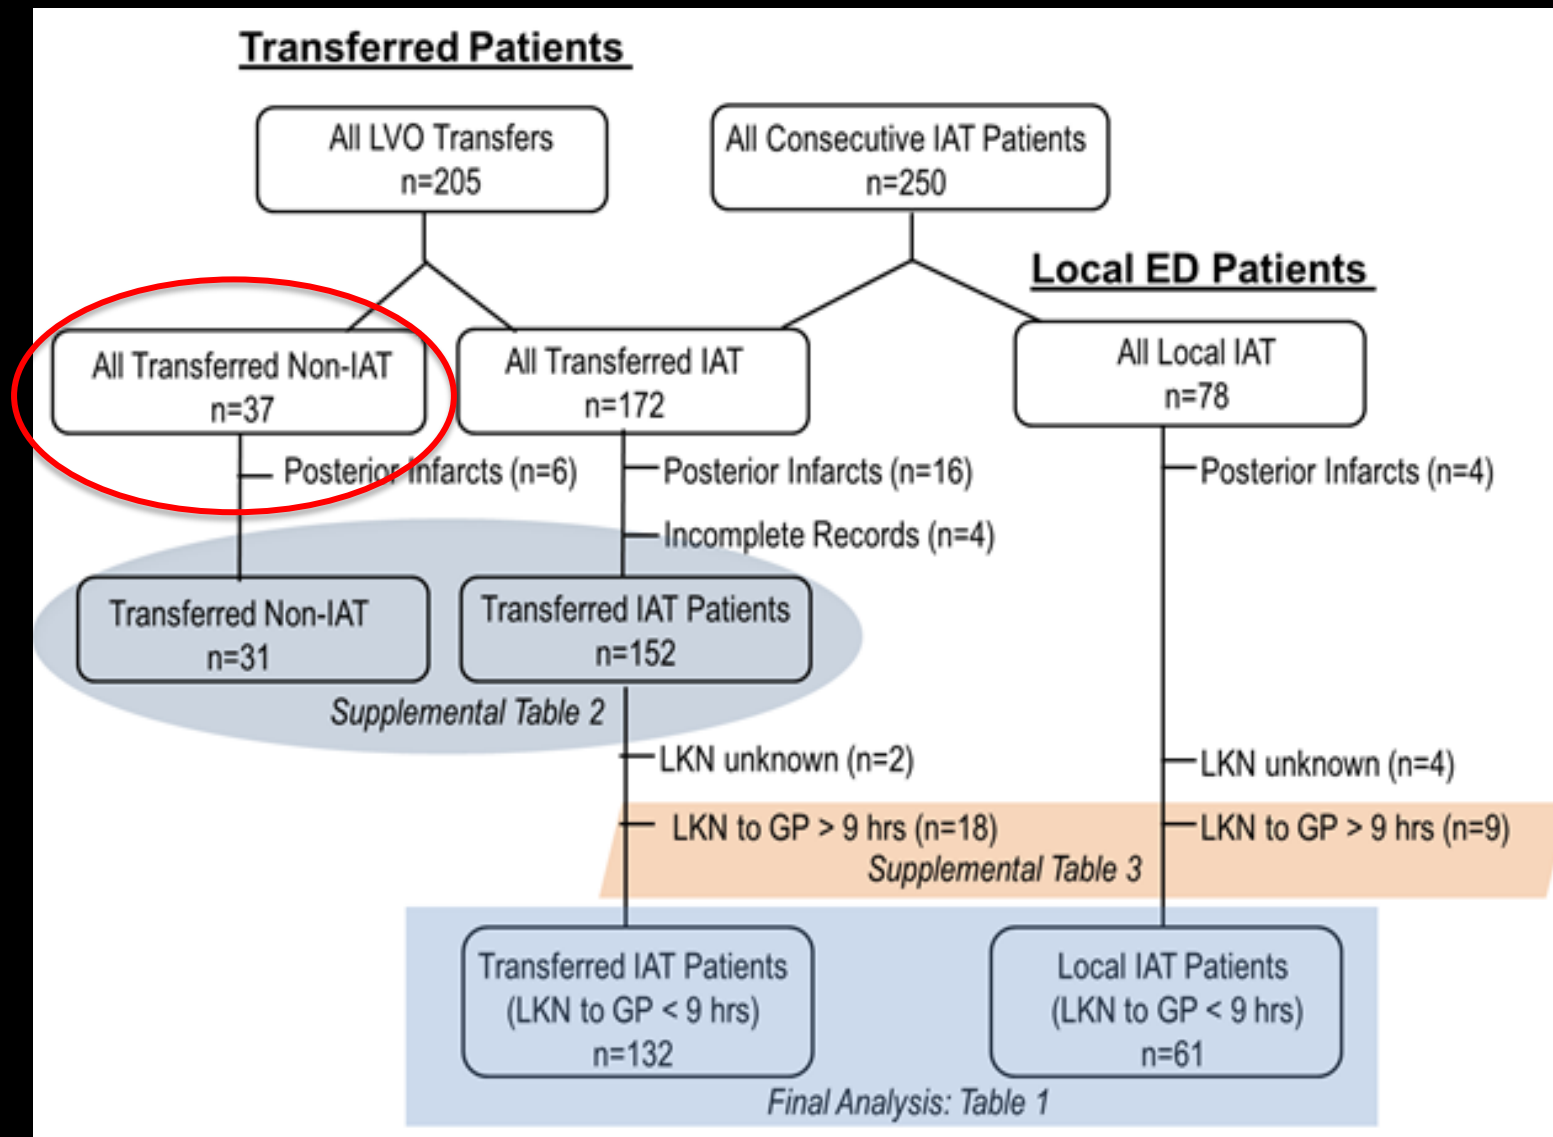 Transferred Patients
All LVO Transfers
n=205
All Consecutive IAT Patients
n=250
Local ED Patients
All Transferred Non-IAT
n=37
All Transferred IAT
n=172
All Local IAT
n=78
Posterior Infarcts (n=6)
Posterior Infarcts (n=16)
Posterior Infarcts (n=4)
Incomplete Records (n=4)
Transferred Non-IAT
n=31
Transferred IAT Patients
n=152
Supplemental Table 2
LKN unknown (n=2)
LKN unknown (n=4)
LKN to GP > 9 hrs (n=18)
LKN to GP > 9 hrs (n=9)
Supplemental Table 3
Transferred IAT Patients
(LKN to GP < 9 hrs)
n=132
Local IAT Patients
(LKN to GP < 9 hrs)
n=61
Final Analysis: Table 1